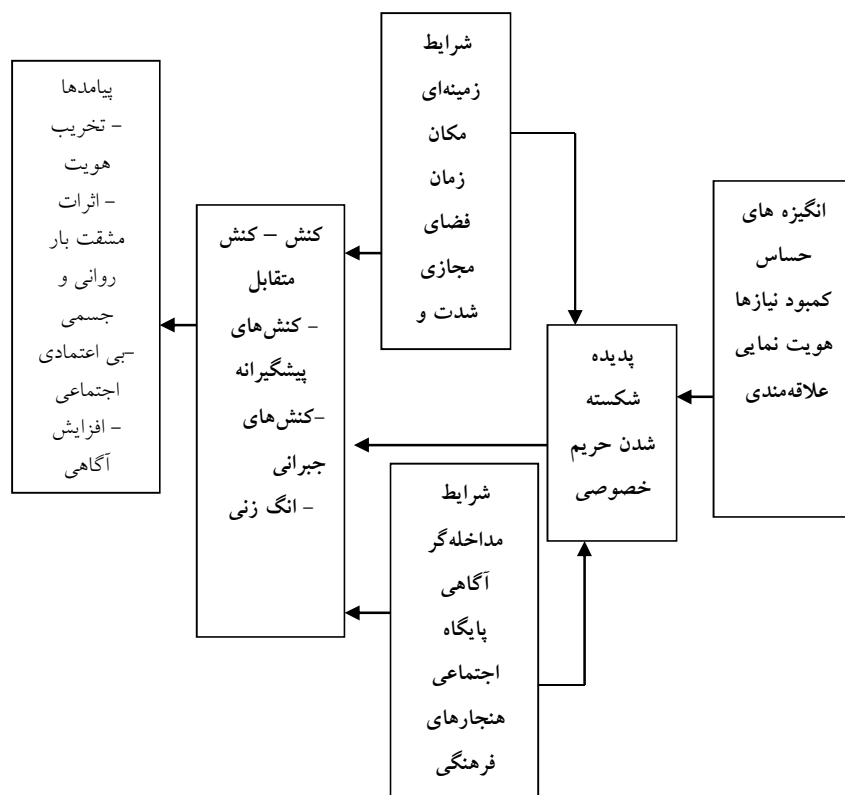 انگیزه های
حساس
کمبود نیازها
هویت نمایی
علاقه‌مندی
پدیده
شکسته
شدن حریم
خصوصی
شرایط
زمینه‌ای
مکان
زمان
فضای
مجازی
شدت و
شرایط
مداخله‌گر
آگاهی
پایگاه
اجتماعی
هنجارهای
فرهنگی
کنش – کنش
متقابل
- کنش‌های
پیشگیرانه
-کنش‌های
جبرانی
- انگ زنی
پیامدها
- تخریب
هویت
- اثرات
مشقت بار
روانی و
جسمی
-بی اعتمادی
اجتماعی
- افزایش
آگاهی